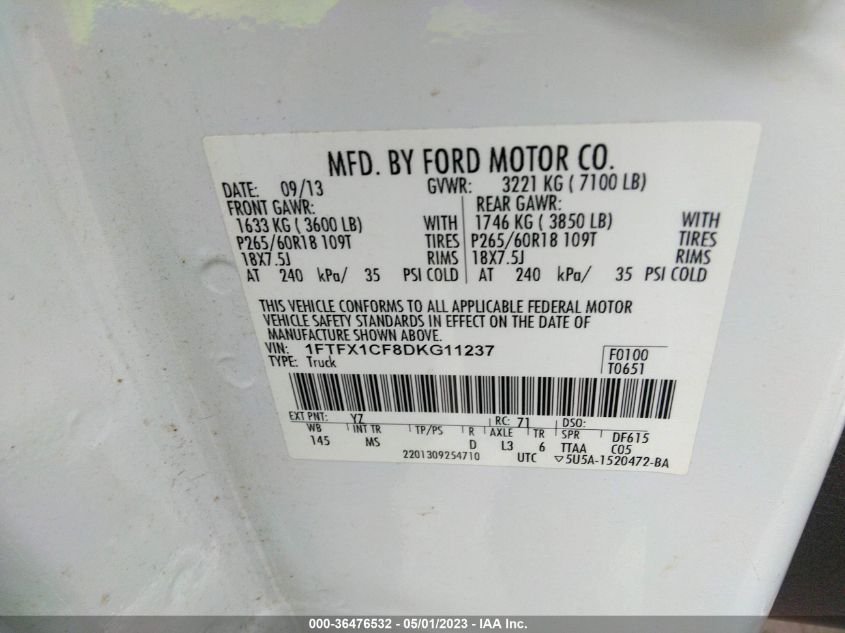 MFD. BY FORD MOTOR CO.
DATE: 09/13 GVWR: 3221 KG ( 7100 LB)
FRONT GAWR: REAR GAWR:
1633 KG ( 3600 LB) WITH 1746 KG ( 3850 LB) WITH
P265/60R18 109T TIRES P265/60R18 109T TIRES
18X7.5J RIMS 18X7.5J RIMS
AT 240 kPa/ 35 PSI COLD AT 240 kPa/ 35 PSI COLD
THIS VEHICLE CONFORMS TO ALL APPLICABLE FEDERAL MOTOR
VEHICLE SAFETY STANDARDS IN EFFECT ON THE DATE OF
MANUFACTURE SHOWN ABOVE.
VIN: 1FTFX1CF8DKG11237 F0100
TYPE: Truck T0651
EXT PNT: YZ RC: 71 DSO:
WB INT TR TP/PS R AXLE TR SPR DF615
145 MS D L3 6 TTAA C05
2201309254710 UTC ▽5U5A-1520472-BA
000-36476532 - 05/01/2023 - IAA Inc.